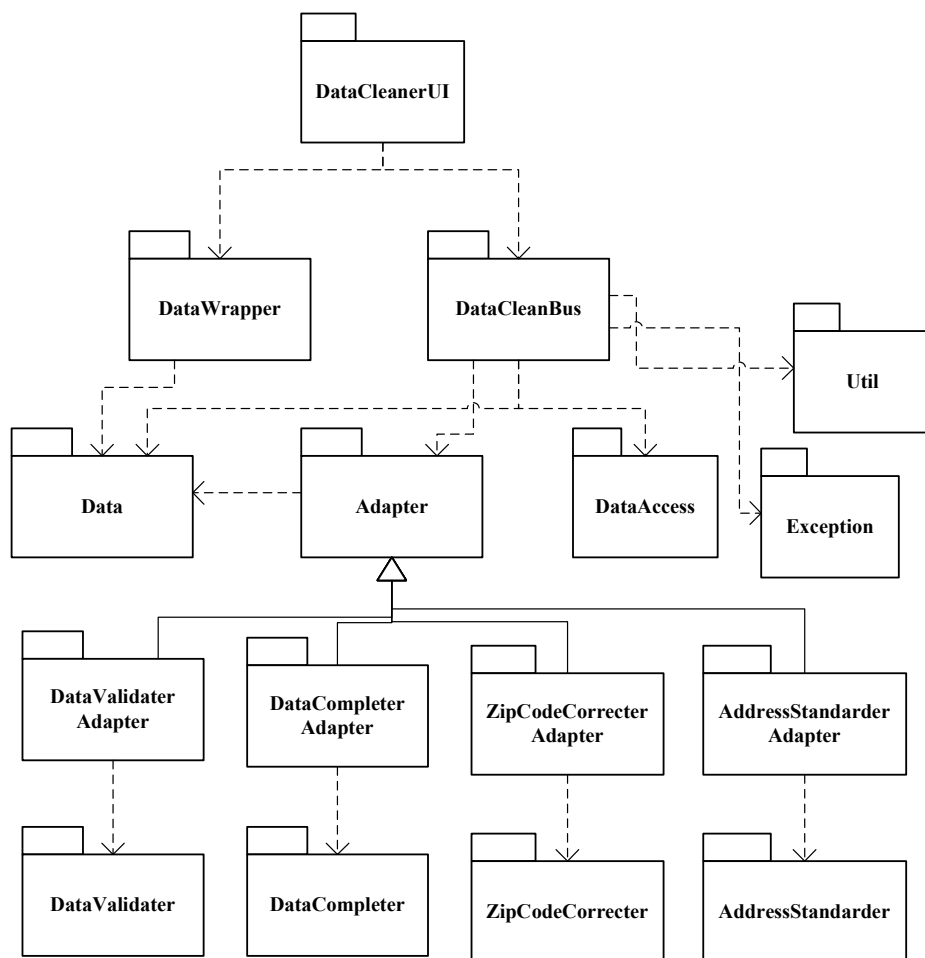 DataCleanerUI
DataWrapper
DataCleanBus
Util
Data
Adapter
DataAccess
Exception
DataValidater
Adapter
DataCompleter
Adapter
ZipCodeCorrecter
Adapter
AddressStandarder
Adapter
DataValidater
DataCompleter
ZipCodeCorrecter
AddressStandarder